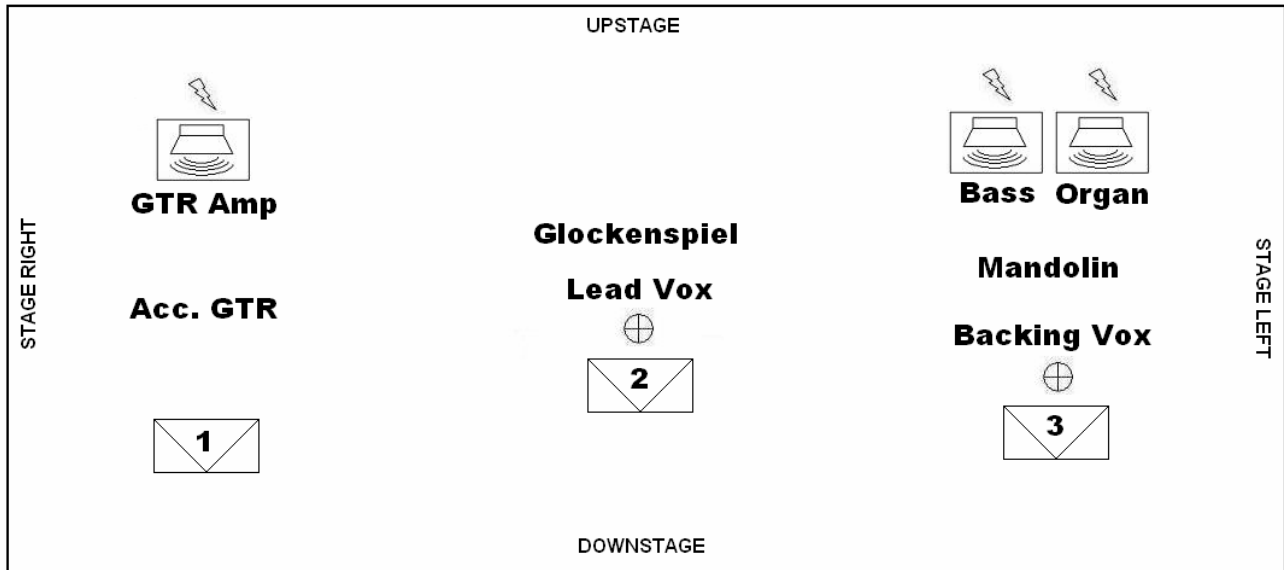 UPSTAGE
GTR Amp
Bass Organ
STAGE RIGHT
Glockenspiel
STAGE LEFT
Mandolin
Acc. GTR
Lead Vox
Backing Vox
2
1
3
DOWNSTAGE